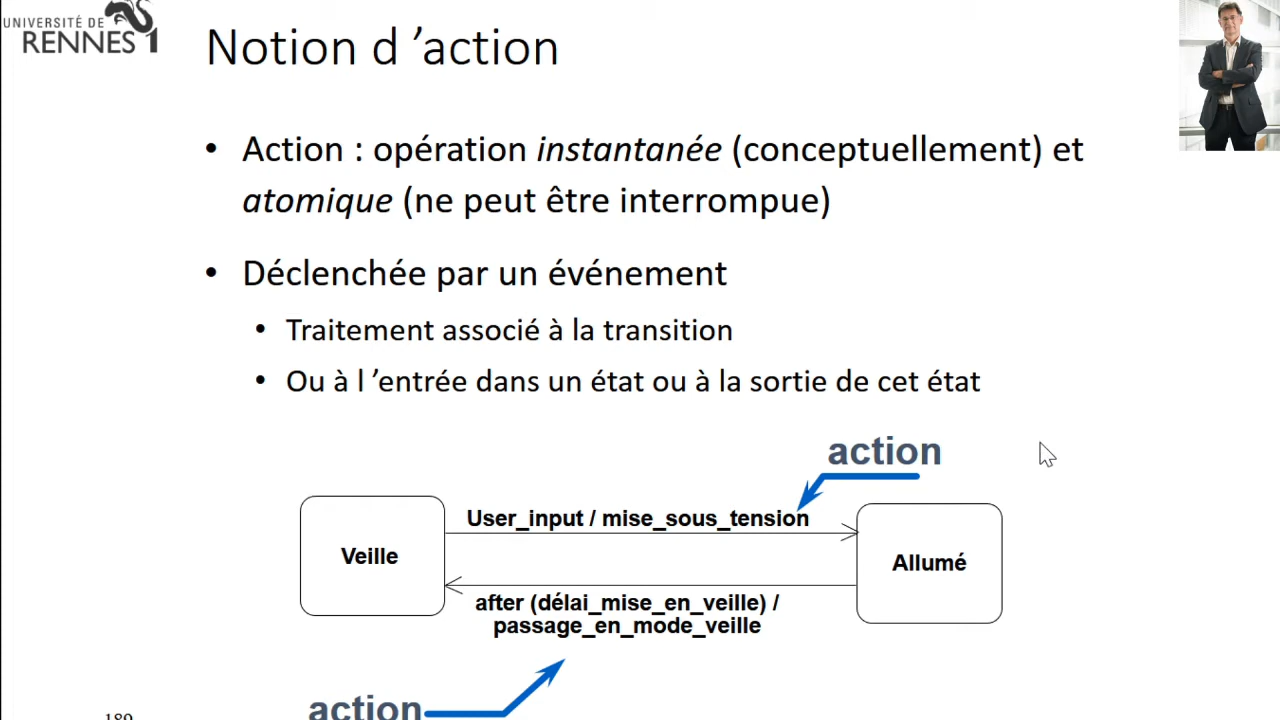 UNIVERSITÉ DE
RENNES 1
Notion d ’action
• Action : opération instantanée (conceptuellement) et
atomique (ne peut être interrompue)
• Déclenchée par un événement
• Traitement associé à la transition
• Ou à l ’entrée dans un état ou à la sortie de cet état
action
User_input / mise_sous_tension
Veille
Allumé
after (délai_mise_en_veille) /
passage_en_mode_veille
action
189